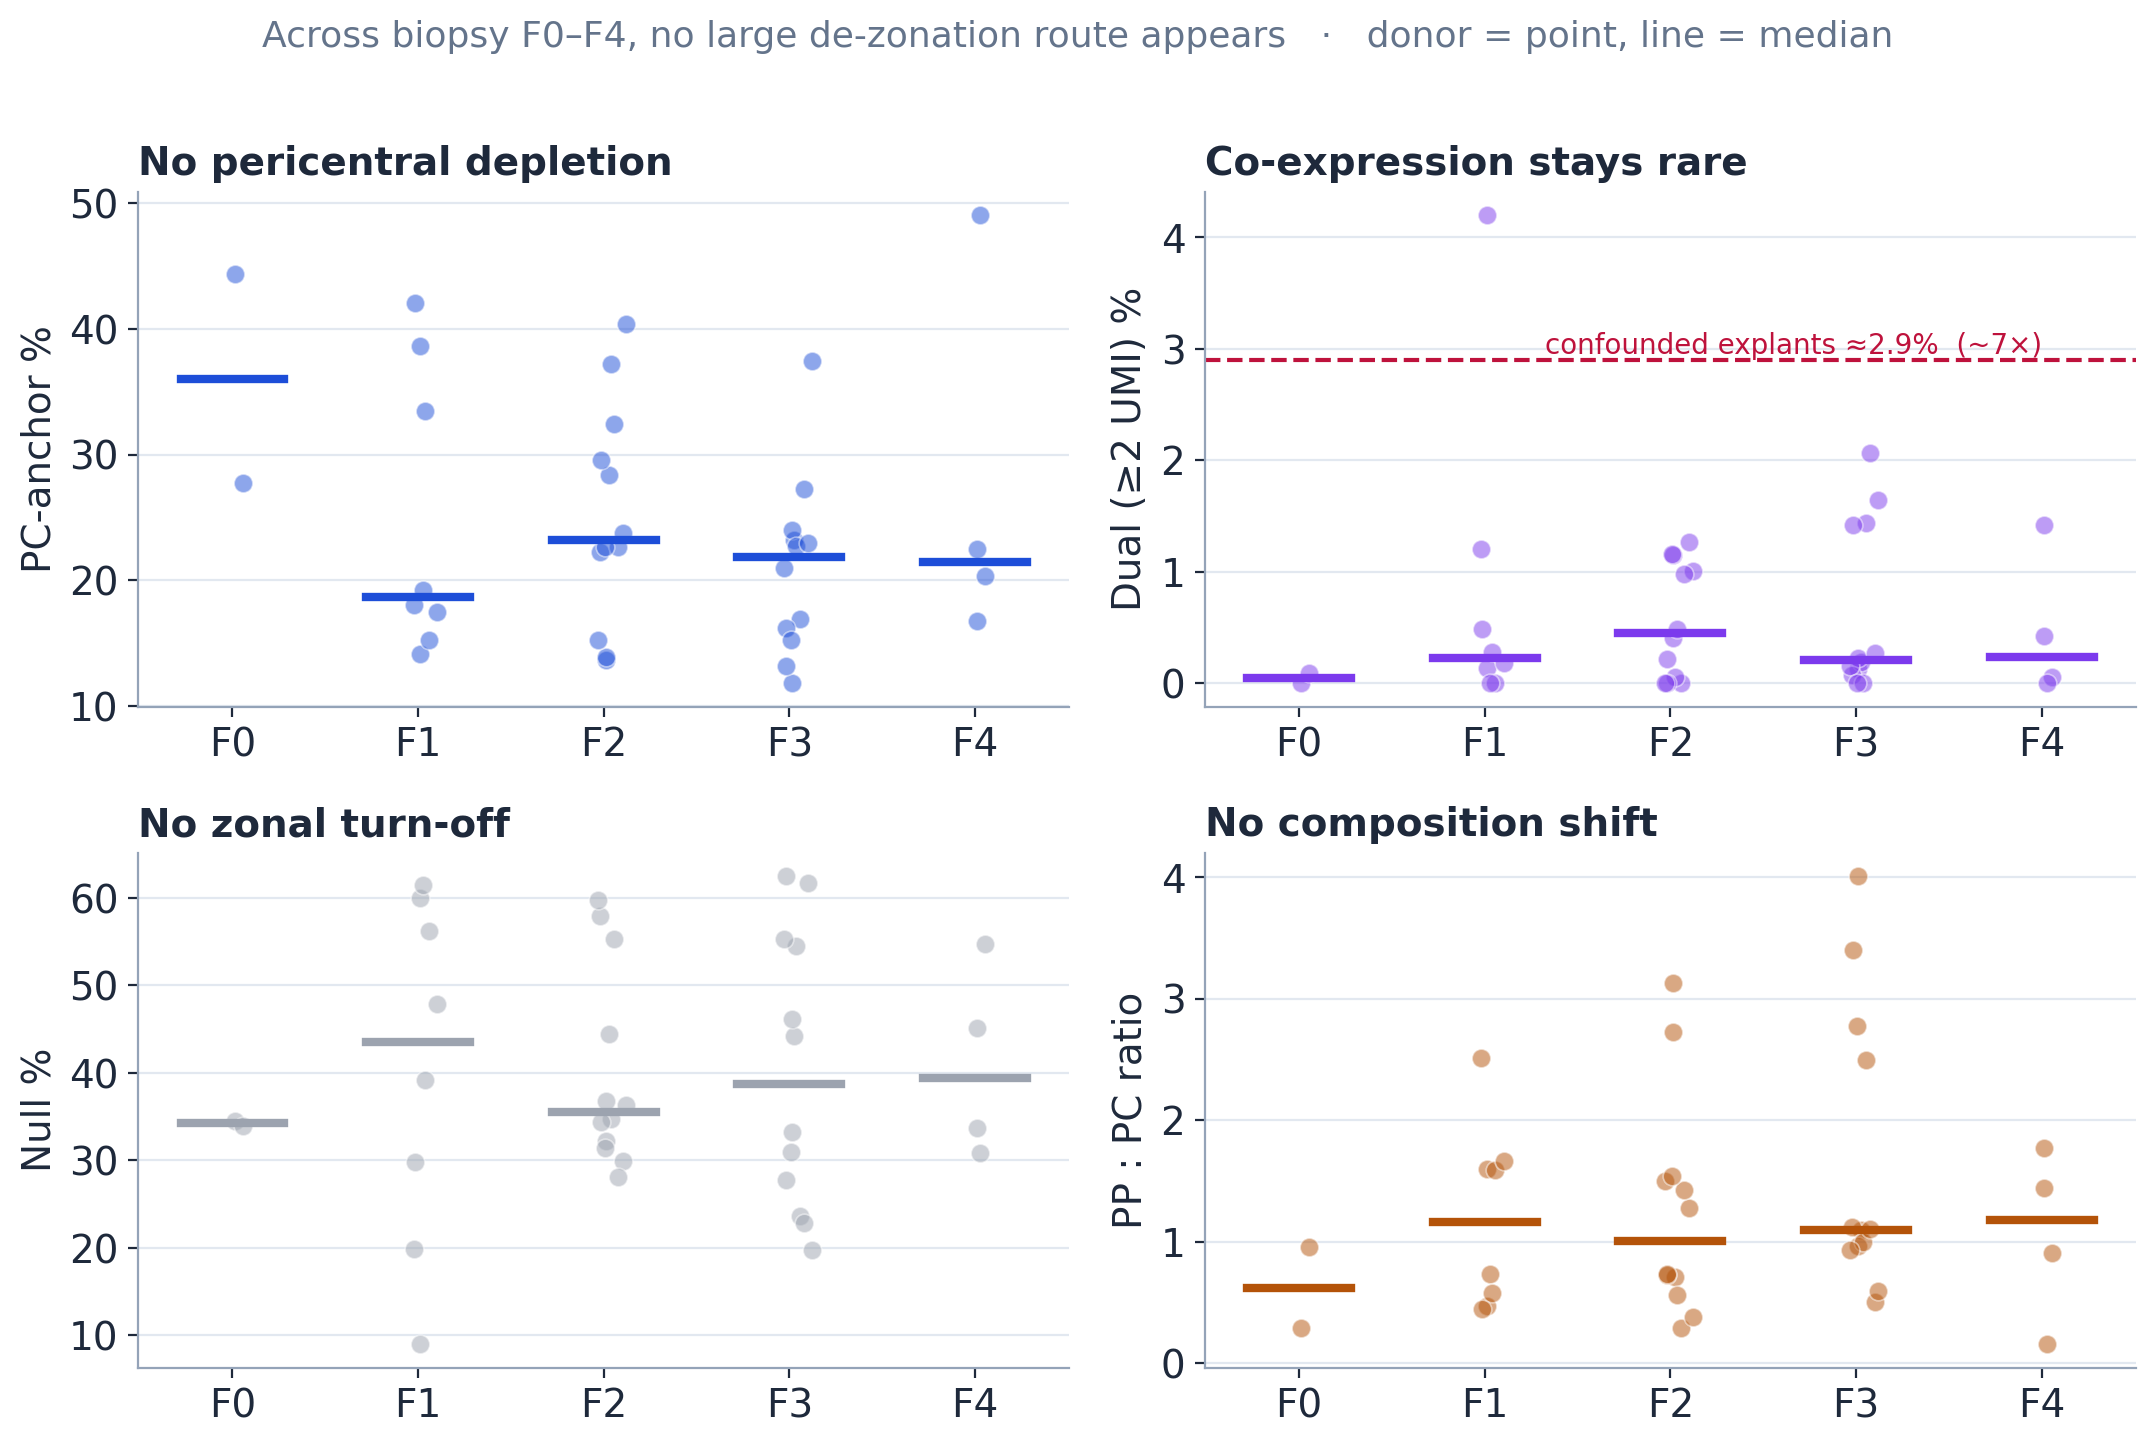 Across biopsy F0–F4, no large de-zonation route appears · donor = point, line = median
No pericentral depletion
PC-anchor %
50
40
30
20
10
F0 F1 F2 F3 F4
Co-expression stays rare
Dual (≥2 UMI) %
4
3
2
1
0
confounded explants ≈2.9% (~7×)
F0 F1 F2 F3 F4
No zonal turn-off
Null %
60
50
40
30
20
10
F0 F1 F2 F3 F4
No composition shift
PP : PC ratio
4
3
2
1
0
F0 F1 F2 F3 F4